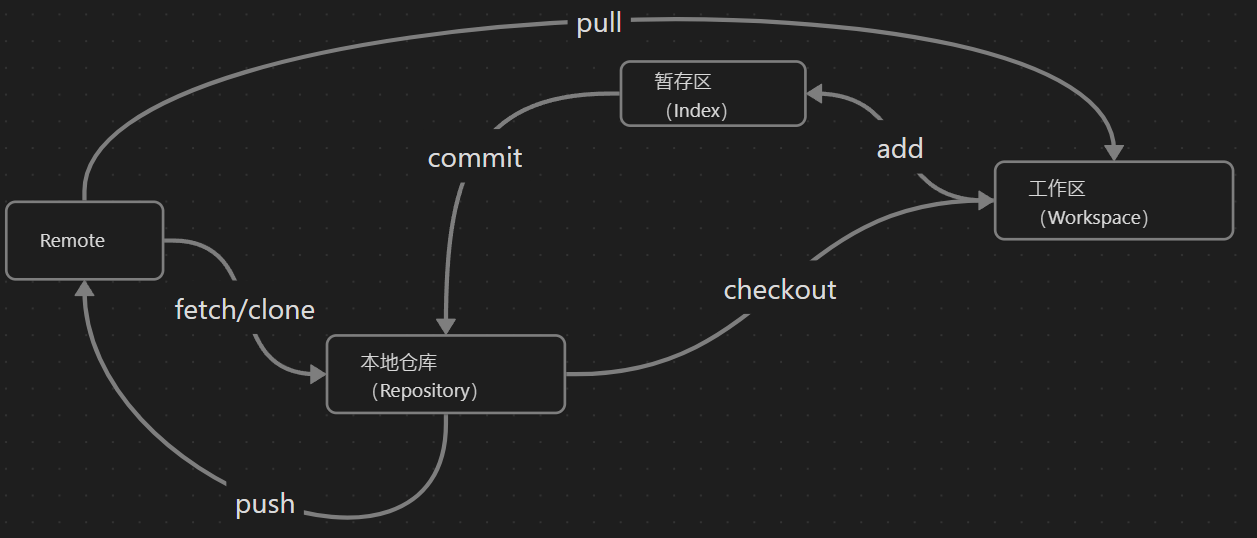 pull
暂存区
（Index）
commit
add
工作区
（Workspace）
Remote
checkout
fetch/clone
本地仓库
（Repository）
push